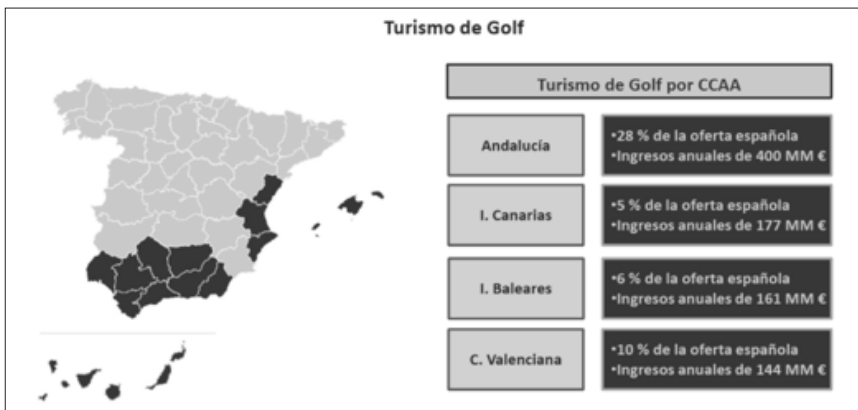 Turismo de Golf
Turismo de Golf por CCAA
Andalucía
•28 % de la oferta española
•Ingresos anuales de 400 MM €
I. Canarias
•5 % de la oferta española
•Ingresos anuales de 177 MM €
I. Baleares
•6 % de la oferta española
•Ingresos anuales de 161 MM €
C. Valenciana
•10 % de la oferta española
•Ingresos anuales de 144 MM €